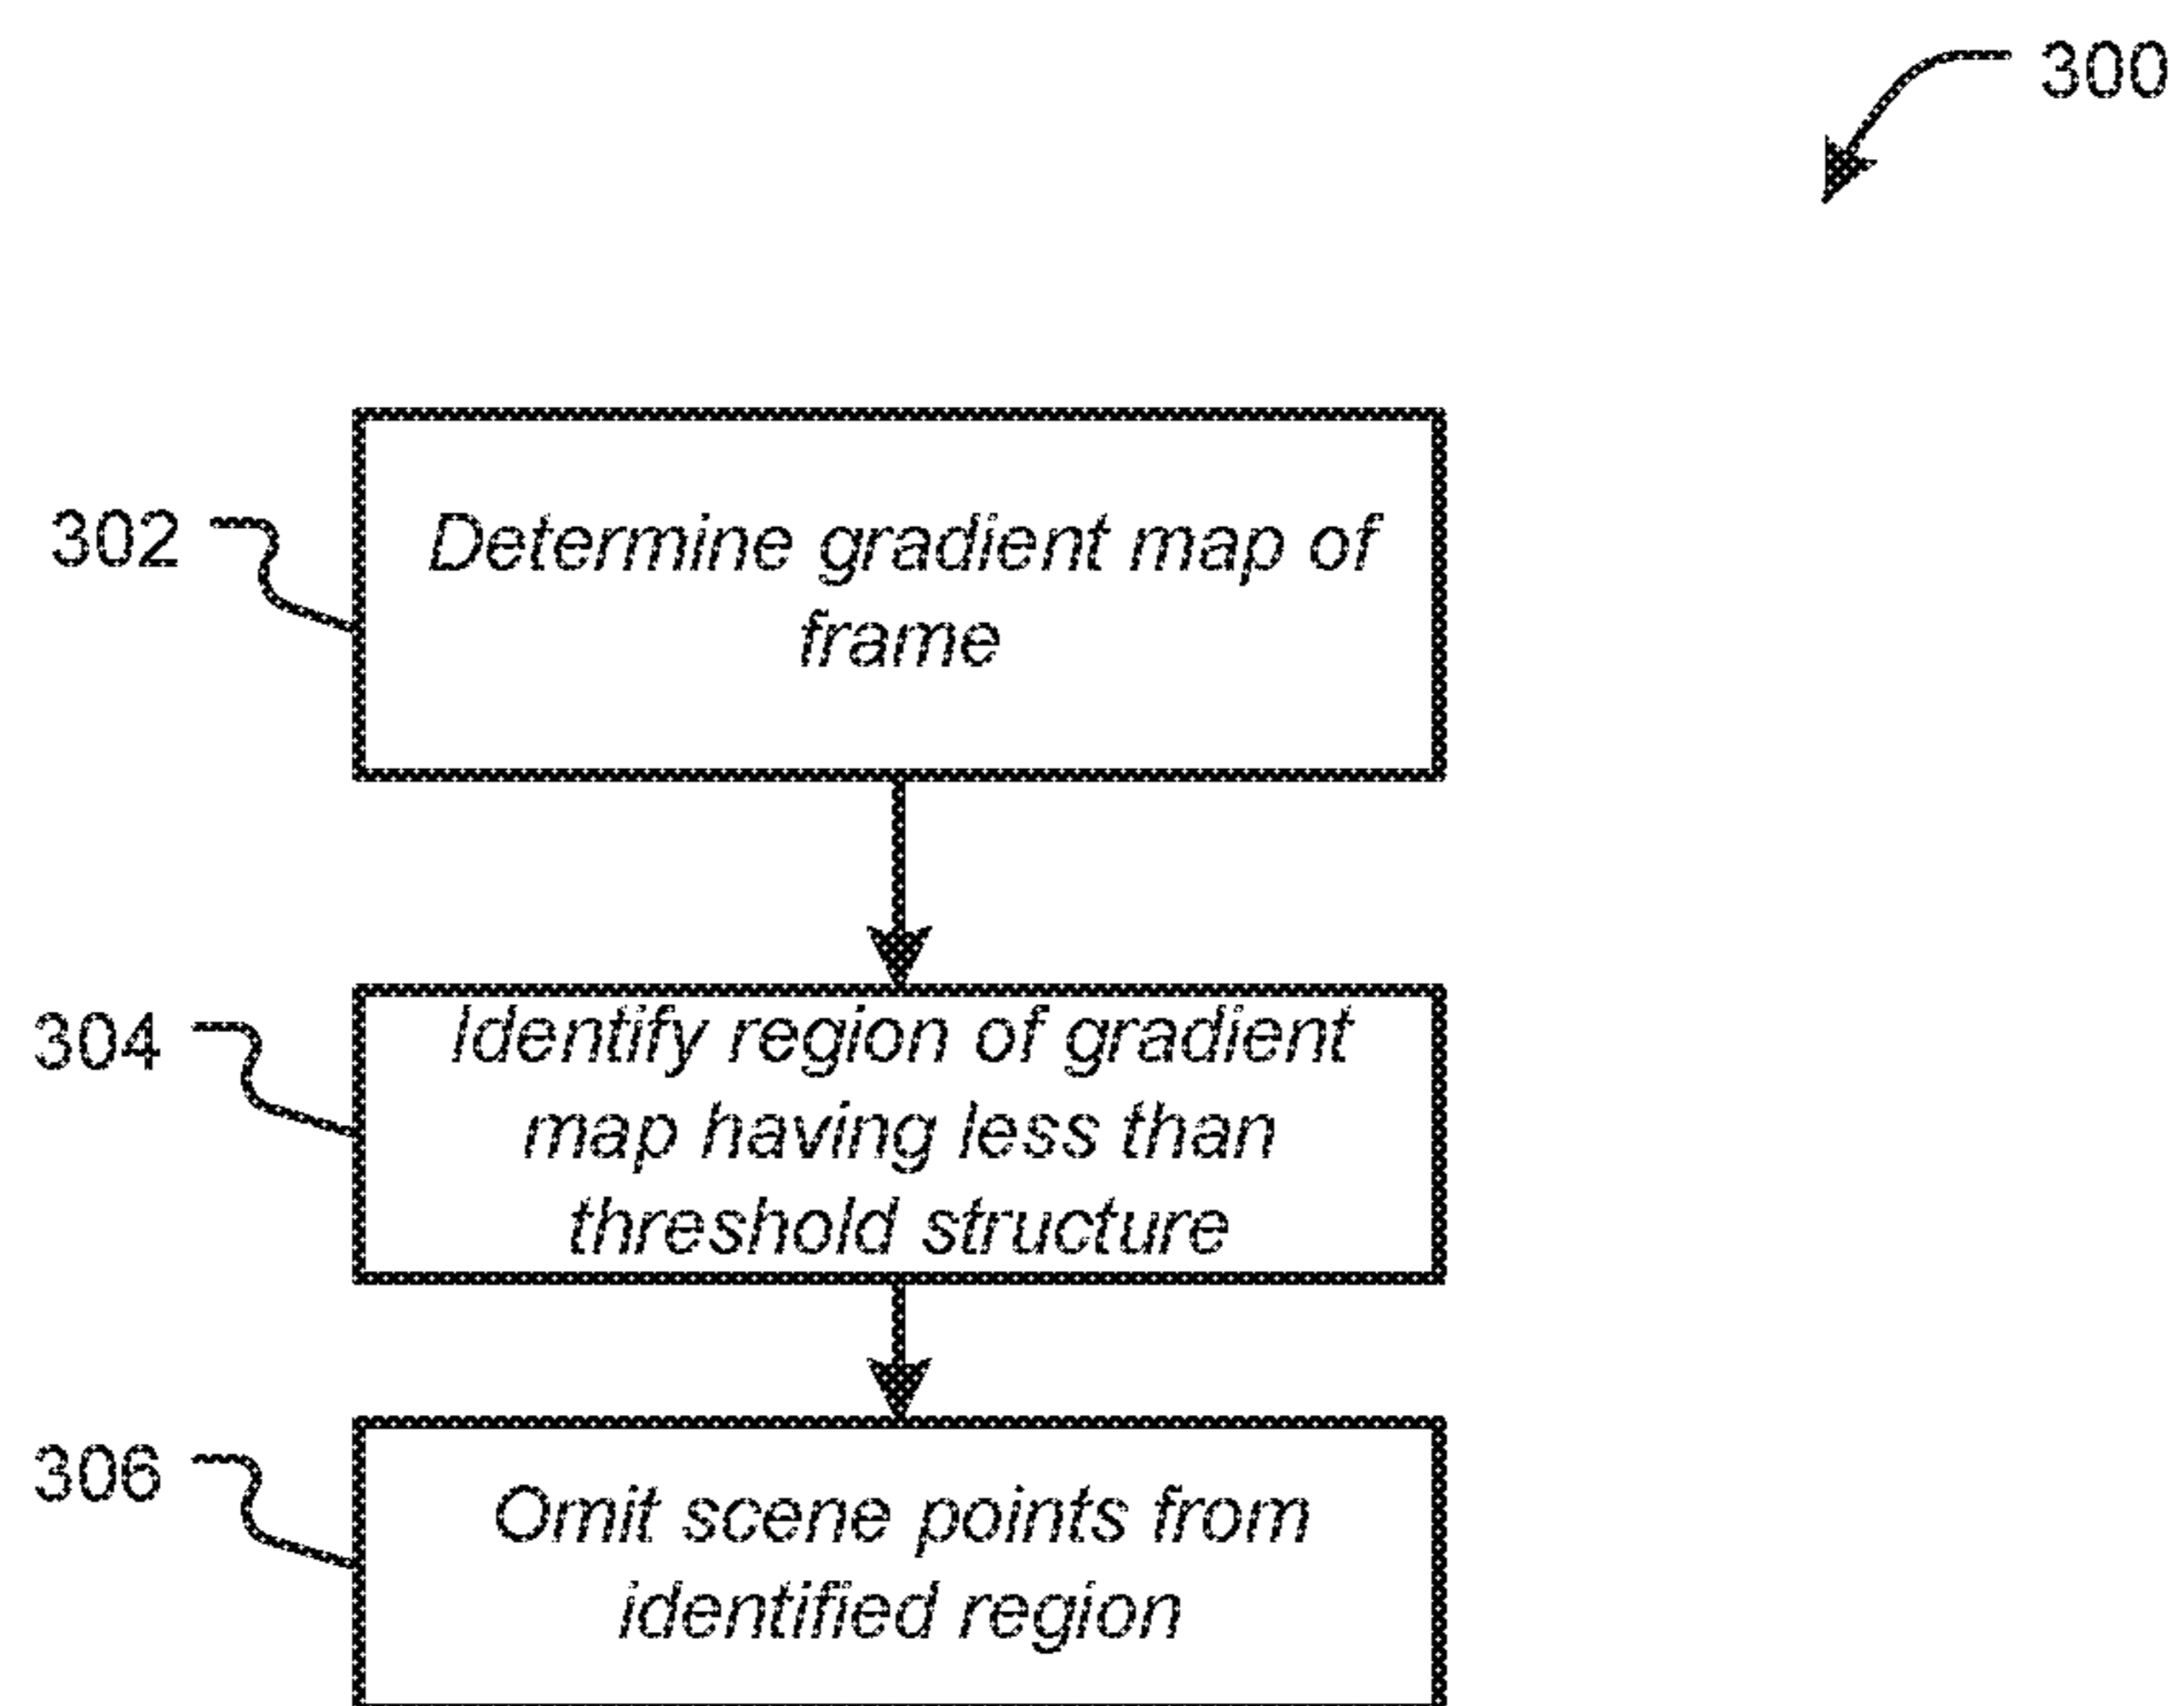 300
302
Determine gradient map of
frame
304
Identify region of gradient
map having less than
threshold structure
306
Omit scene points from
identified region